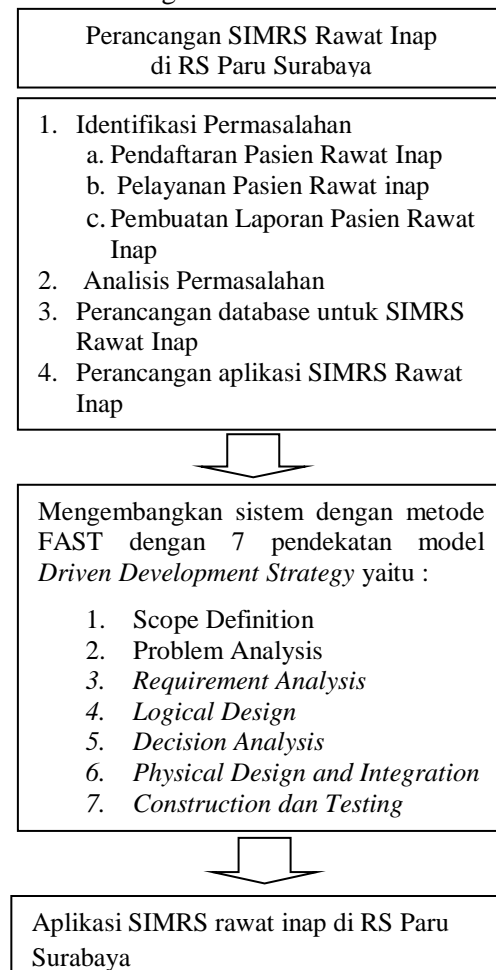 Perancangan SIMRS Rawat Inap
di RS Paru Surabaya
1. Identifikasi Permasalahan
a. Pendaftaran Pasien Rawat Inap
b. Pelayanan Pasien Rawat inap
c. Pembuatan Laporan Pasien Rawat
Inap
2. Analisis Permasalahan
3. Perancangan database untuk SIMRS
Rawat Inap
4. Perancangan aplikasi SIMRS Rawat
Inap
Mengembangkan sistem dengan metode
FAST dengan 7 pendekatan model
Driven Development Strategy yaitu :
1. Scope Definition
2. Problem Analysis
3. Requirement Analysis
4. Logical Design
5. Decision Analysis
6. Physical Design and Integration
7. Construction dan Testing
Aplikasi SIMRS rawat inap di RS Paru
Surabaya